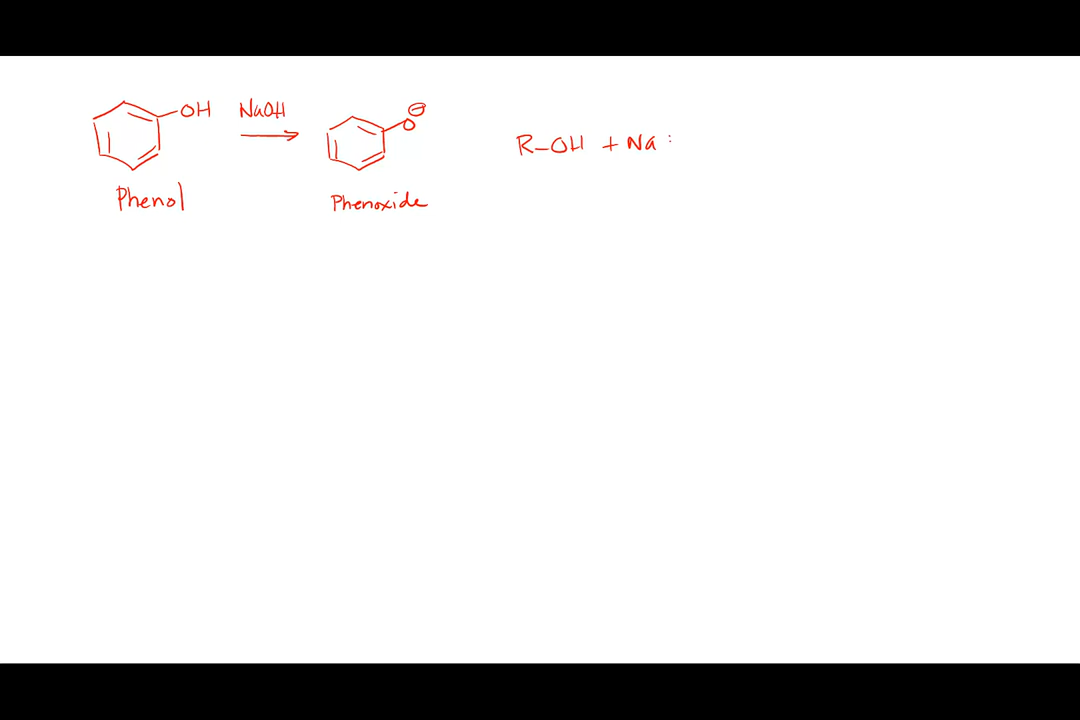 OH NaOH
⊖
O
R-OH + Na :
Phenol Phenoxide